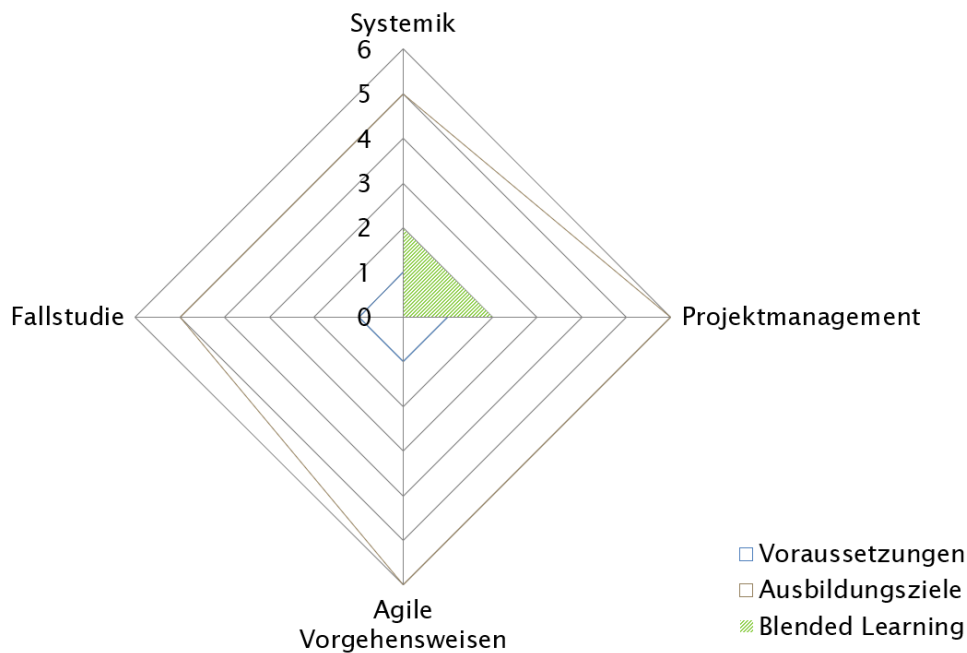 Systemik
6
5
4
3
2
1
0
Fallstudie
Projektmanagement
Agile
Vorgehensweisen
Voraussetzungen
Ausbildungsziele
Blended Learning